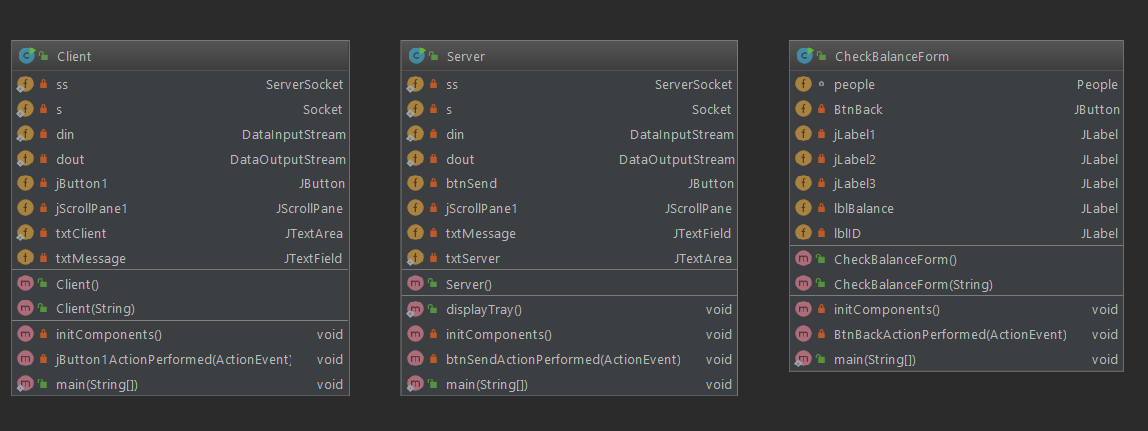 Client
ss ServerSocket
s Socket
din DataInputStream
dout DataOutputStream
jButton1 JButton
jScrollPane1 JScrollPane
txtClient JTextArea
txtMessage JTextField
Client()
Client(String)
initComponents() void
jButton1ActionPerformed(ActionEvent) void
main(String[]) void
Server
ss ServerSocket
s Socket
din DataInputStream
dout DataOutputStream
btnSend JButton
jScrollPane1 JScrollPane
txtMessage JTextField
txtServer JTextArea
Server()
displayTray() void
initComponents() void
btnSendActionPerformed(ActionEvent) void
main(String[]) void
CheckBalanceForm
people People
BtnBack JButton
jLabel1 JLabel
jLabel2 JLabel
jLabel3 JLabel
lblBalance JLabel
lblID JLabel
CheckBalanceForm()
CheckBalanceForm(String)
initComponents() void
BtnBackActionPerformed(ActionEvent) void
main(String[]) void